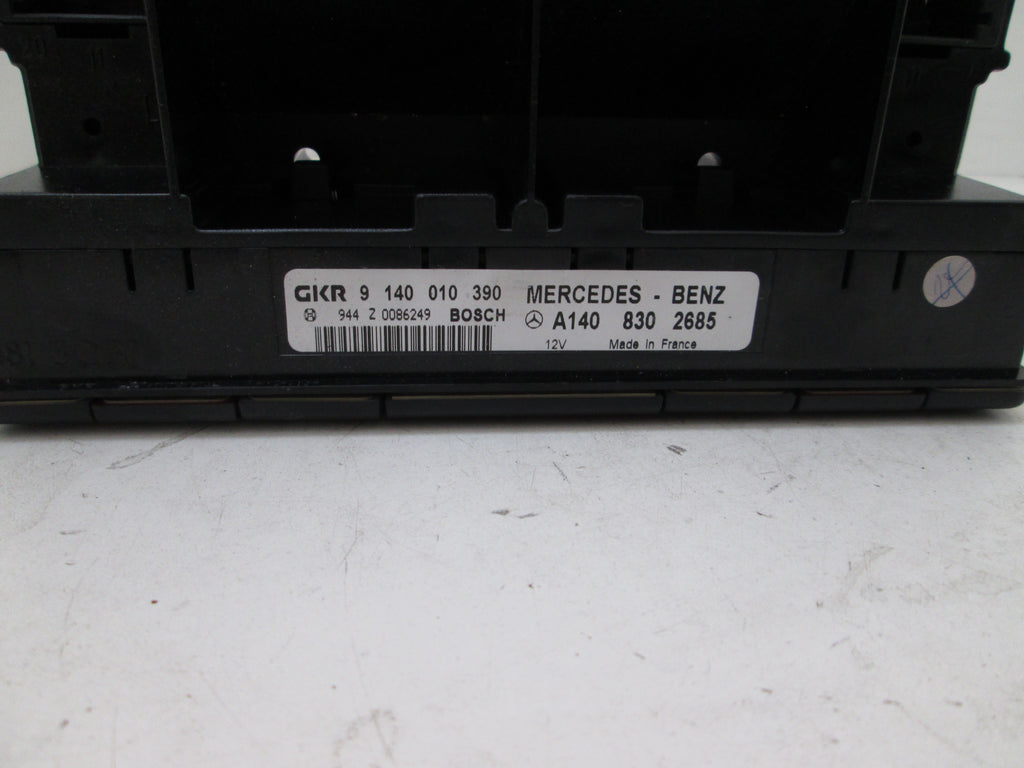 GKR 9 140 010 390 MERCEDES - BENZ
944 Z 0086249 BOSCH A140 830 2685
12V Made in France